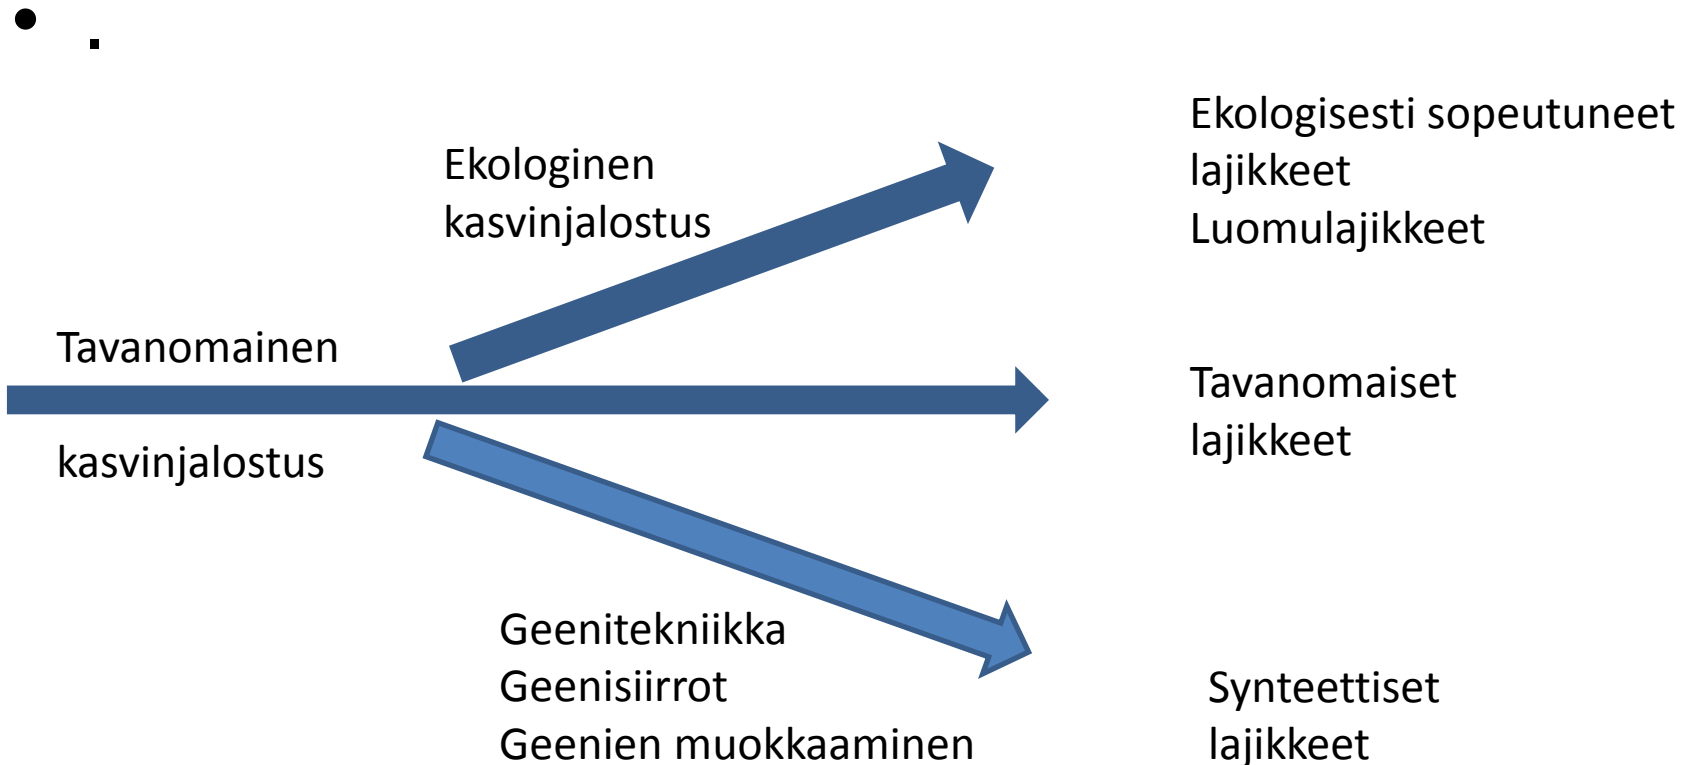 Ekologisesti sopeutuneet
lajikkeet
Luomulajikkeet
Ekologinen
kasvinjalostus
Tavanomainen
kasvinjalostus
Tavanomaiset
lajikkeet
Geenitekniikka
Geenisiirrot
Geenien muokkaaminen
Synteettiset
lajikkeet